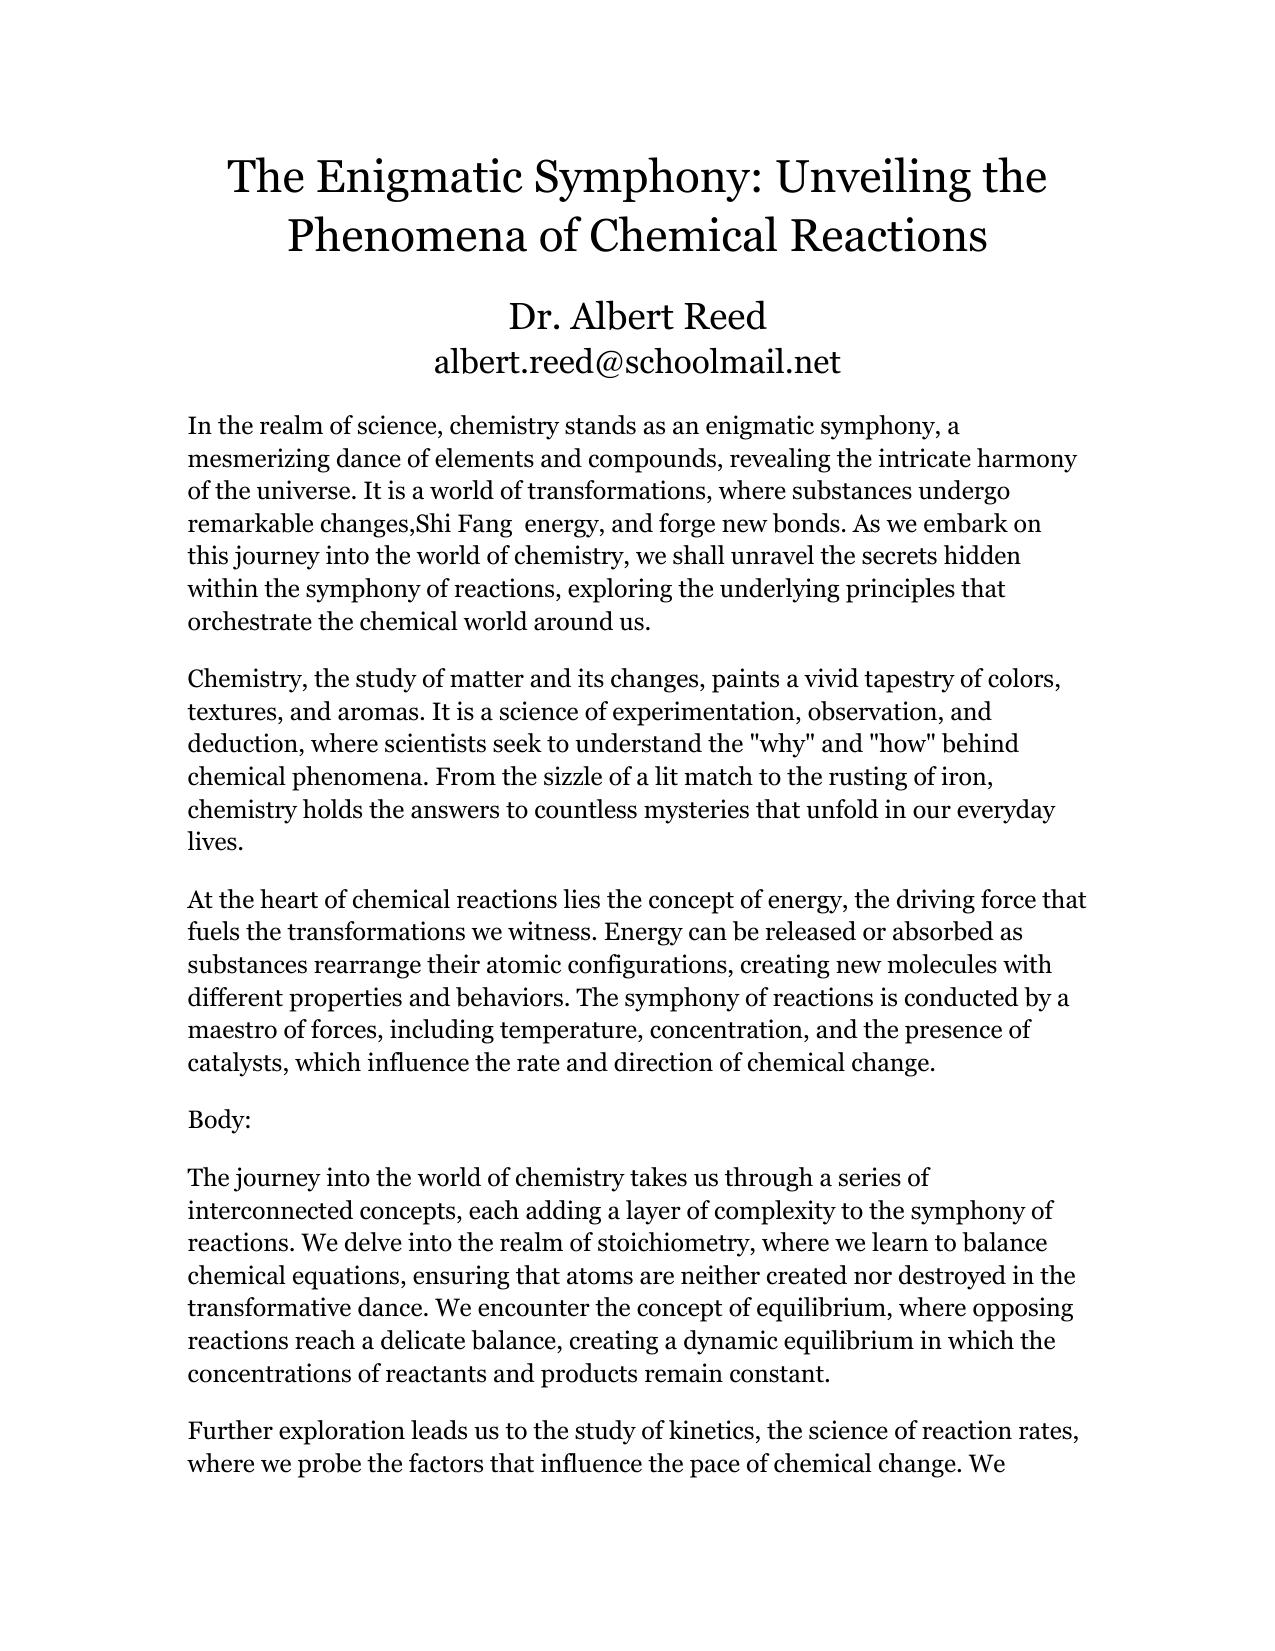 The Enigmatic Symphony: Unveiling the
Phenomena of Chemical Reactions
Dr. Albert Reed
albert.reed@schoolmail.net
In the realm of science, chemistry stands as an enigmatic symphony, a
mesmerizing dance of elements and compounds, revealing the intricate harmony
of the universe. It is a world of transformations, where substances undergo
remarkable changes,Shi Fang  energy, and forge new bonds. As we embark on
this journey into the world of chemistry, we shall unravel the secrets hidden
within the symphony of reactions, exploring the underlying principles that
orchestrate the chemical world around us.
Chemistry, the study of matter and its changes, paints a vivid tapestry of colors,
textures, and aromas. It is a science of experimentation, observation, and
deduction, where scientists seek to understand the "why" and "how" behind
chemical phenomena. From the sizzle of a lit match to the rusting of iron,
chemistry holds the answers to countless mysteries that unfold in our everyday
lives.
At the heart of chemical reactions lies the concept of energy, the driving force that
fuels the transformations we witness. Energy can be released or absorbed as
substances rearrange their atomic configurations, creating new molecules with
different properties and behaviors. The symphony of reactions is conducted by a
maestro of forces, including temperature, concentration, and the presence of
catalysts, which influence the rate and direction of chemical change.
Body:
The journey into the world of chemistry takes us through a series of
interconnected concepts, each adding a layer of complexity to the symphony of
reactions. We delve into the realm of stoichiometry, where we learn to balance
chemical equations, ensuring that atoms are neither created nor destroyed in the
transformative dance. We encounter the concept of equilibrium, where opposing
reactions reach a delicate balance, creating a dynamic equilibrium in which the
concentrations of reactants and products remain constant.
Further exploration leads us to the study of kinetics, the science of reaction rates,
where we probe the factors that influence the pace of chemical change. We